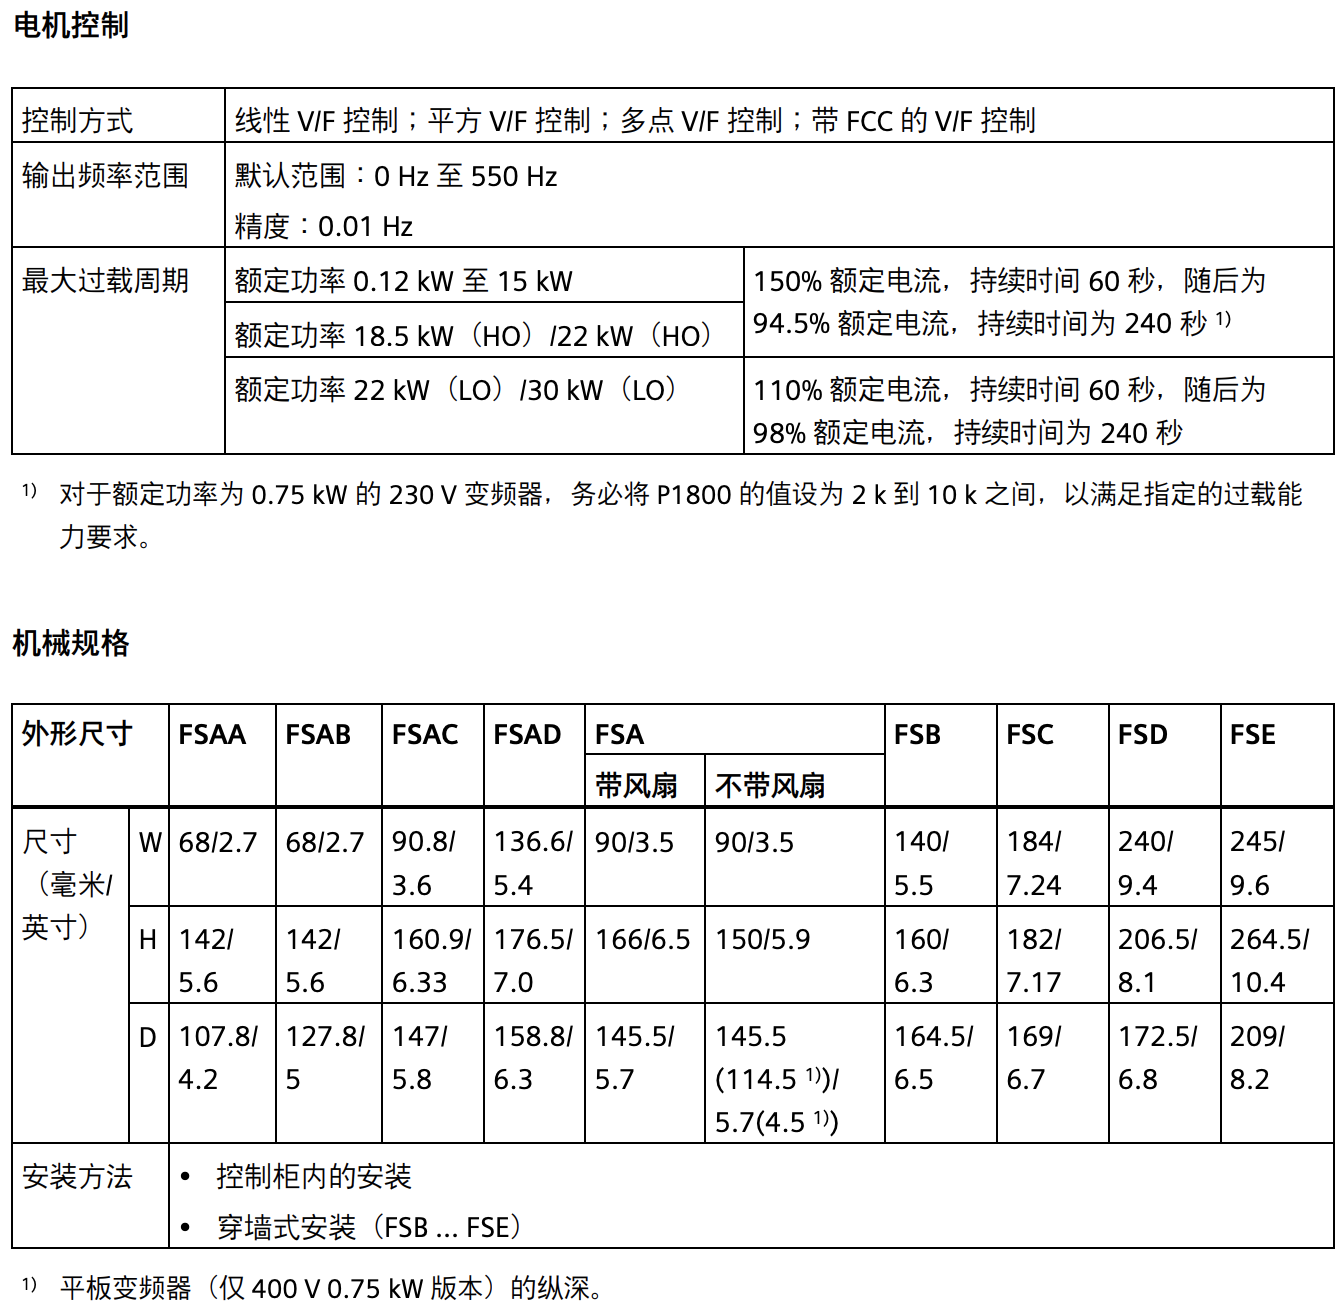 电机控制
控制方式
线性 V/F 控制；平方 V/F 控制；多点 V/F 控制；带 FCC 的 V/F 控制
输出频率范围
默认范围：0 Hz 至 550 Hz
精度：0.01 Hz
最大过载周期
额定功率 0.12 kW 至 15 kW
额定功率 18.5 kW（HO）/22 kW（HO）
150% 额定电流，持续时间 60 秒，随后为
94.5% 额定电流，持续时间为 240 秒 1)
额定功率 22 kW（LO）/30 kW（LO）
110% 额定电流，持续时间 60 秒，随后为
98% 额定电流，持续时间为 240 秒
1) 对于额定功率为 0.75 kW 的 230 V 变频器，务必将 P1800 的值设为 2 k 到 10 k 之间，以满足指定的过载能
力要求。
机械规格
外形尺寸 FSAA FSAB FSAC FSAD FSA FSB FSC FSD FSE
带风扇 不带风扇
尺寸 W 68/2.7 68/2.7 90.8/ 136.6/ 90/3.5 90/3.5 140/ 184/ 240/ 245/
（毫米/ 3.6 5.4 5.5 7.24 9.4 9.6
英寸） H 142/ 142/ 160.9/ 176.5/ 166/6.5 150/5.9 160/ 182/ 206.5/ 264.5/
5.6 5.6 6.33 7.0 6.3 7.17 8.1 10.4
D 107.8/ 127.8/ 147/ 158.8/ 145.5/ 145.5 164.5/ 169/ 172.5/ 209/
4.2 5 5.8 6.3 5.7 (114.5 1))/ 6.5 6.7 6.8 8.2
5.7(4.5 1))
安装方法
• 控制柜内的安装
• 穿墙式安装（FSB ... FSE）
1) 平板变频器（仅 400 V 0.75 kW 版本）的纵深。